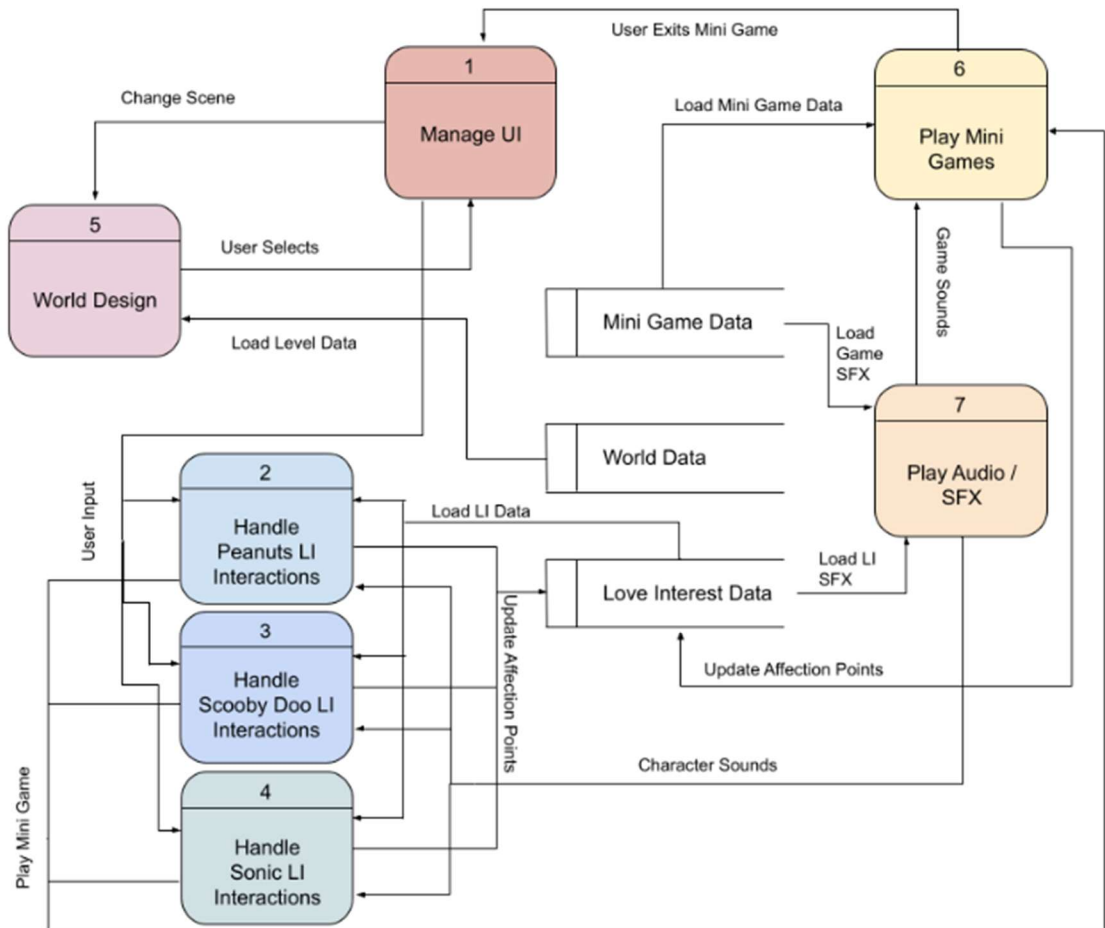 User Exits Mini Game
1
Manage UI
6
Play Mini
Games
Change Scene
Load Mini Game Data
5
World Design
User Selects
Game Sounds
Load Level Data
Mini Game Data
Load
Game
SFX
7
Play Audio /
SFX
World Data
User Input
2
Handle
Peanuts LI
Interactions
Load LI Data
Love Interest Data
Load LI
SFX
Update Affection Points
3
Handle
Scooby Doo LI
Interactions
Update Affection Points
Character Sounds
4
Handle
Sonic LI
Interactions
Play Mini Game